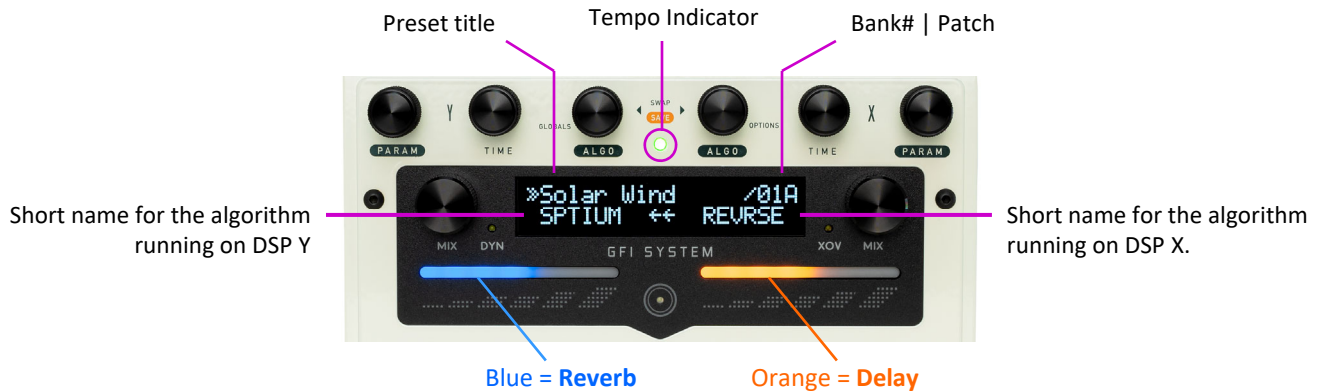 Preset title
Tempo Indicator
Bank# | Patch
SWAP
SAVE
Y
GLOBALS
OPTIONS
X
PARAM
TIME
ALGO
ALGO
TIME
PARAM
»Solar Wind /01A
SPTIUM ←← REVRSE
Short name for the algorithm
running on DSP Y
Short name for the algorithm
running on DSP X.
MIX
DYN
XOV
MIX
GFI SYSTEM
Blue = Reverb
Orange = Delay